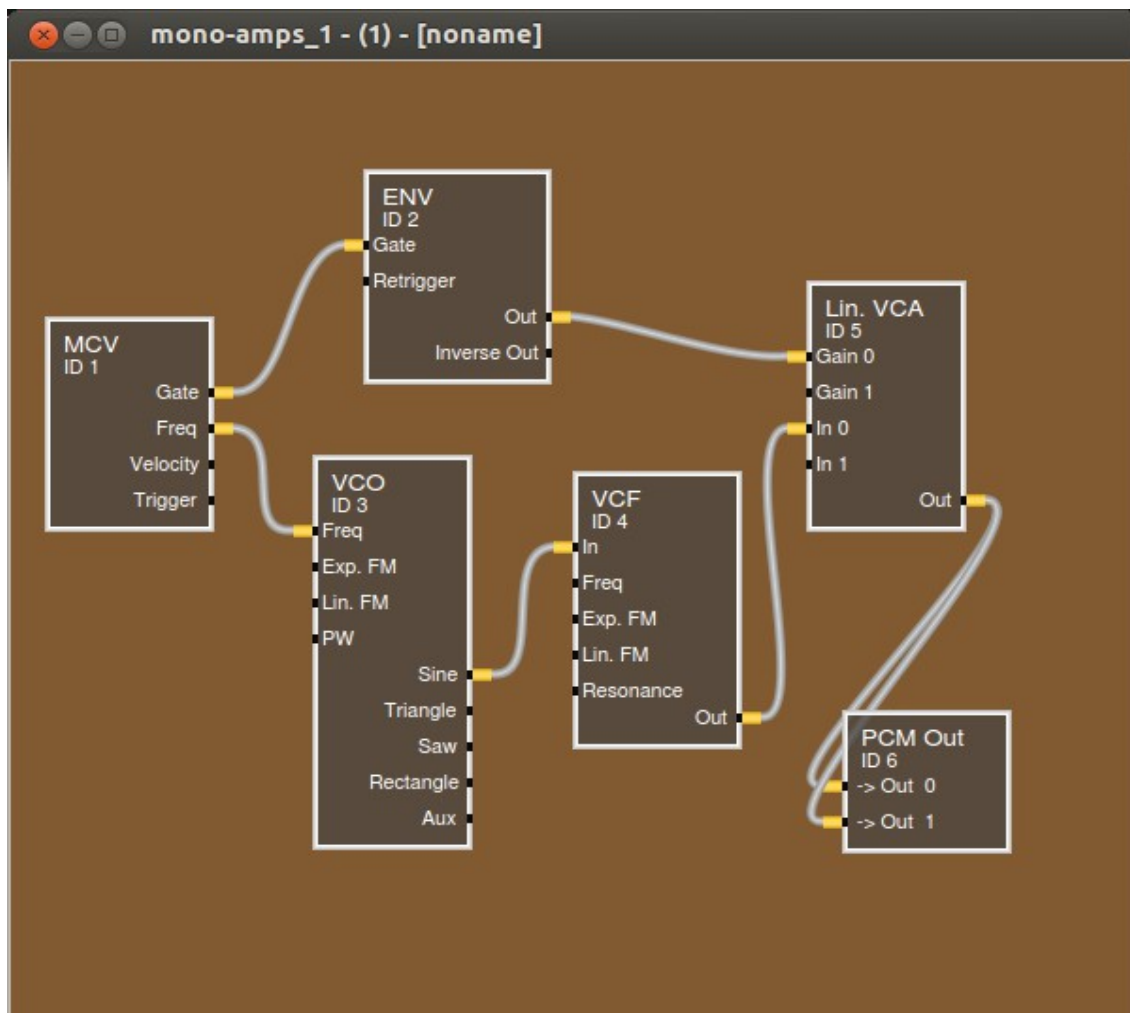 mono-amps_1 - (1) - [noname]
ENV
ID 2
Gate
Retrigger
Out
Inverse Out
MCV
ID 1
Gate
Freq
Velocity
Trigger
Lin. VCA
ID 5
Gain 0
Gain 1
In 0
In 1
Out
VCO
ID 3
Freq
Exp. FM
Lin. FM
PW
Sine
Triangle
Saw
Rectangle
Aux
VCF
ID 4
In
Freq
Exp. FM
Lin. FM
Resonance
Out
PCM Out
ID 6
-> Out 0
-> Out 1